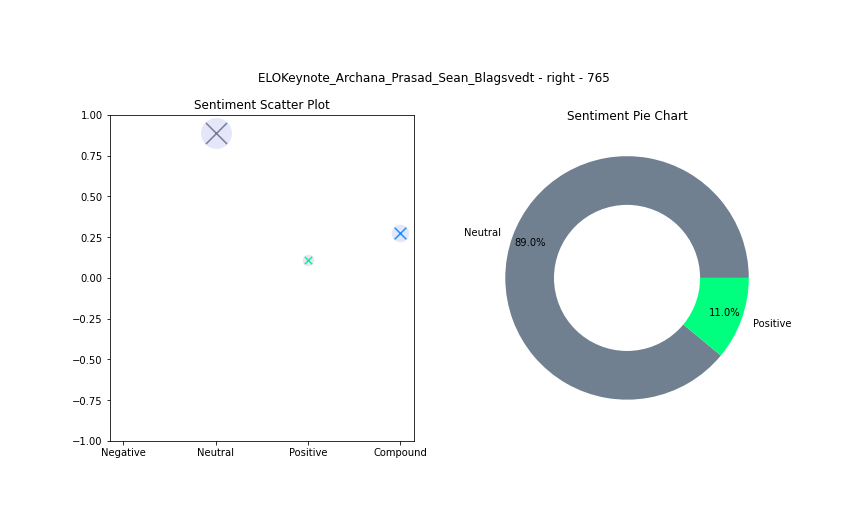 ELOKeynote_Archana_Prasad_Sean_Blagsvedt - right - 765
Sentiment Scatter Plot
1.00
0.75
0.50
0.25
0.00
−0.25
−0.50
−0.75
−1.00
Negative Neutral Positive Compound
Sentiment Pie Chart
Neutral
89.0%
11.0%
Positive